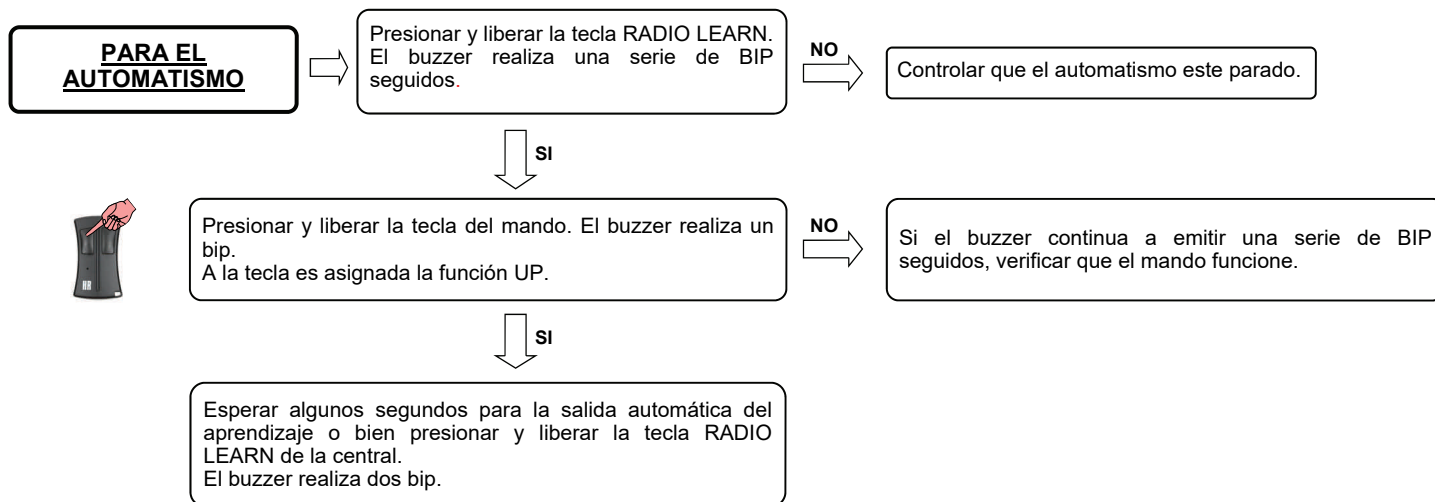 PARA EL
AUTOMATISMO
Presionar y liberar la tecla RADIO LEARN.
El buzzer realiza una serie de BIP
seguidos.
NO
Controlar que el automatismo este parado.
SI
Presionar y liberar la tecla del mando. El buzzer realiza un
bip.
A la tecla es asignada la función UP.
NO
Si el buzzer continua a emitir una serie de BIP
seguidos, verificar que el mando funcione.
HR
SI
Esperar algunos segundos para la salida automática del
aprendizaje o bien presionar y liberar la tecla RADIO
LEARN de la central.
El buzzer realiza dos bip.